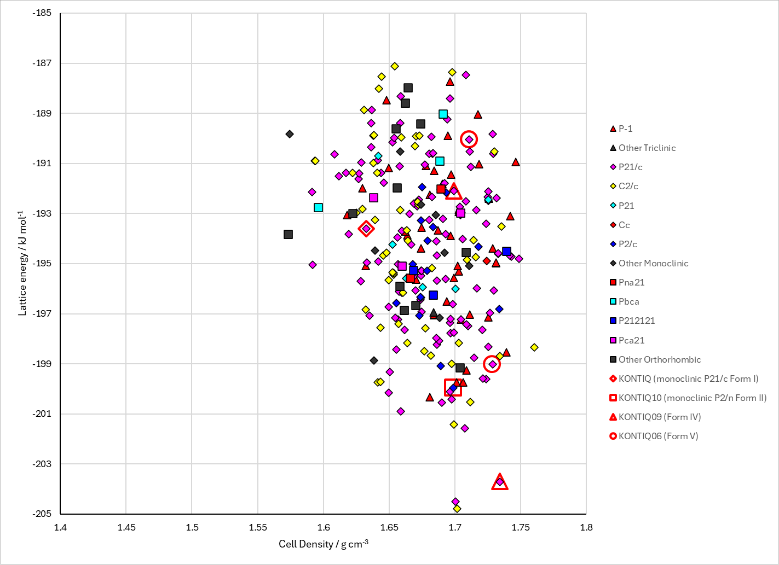 -185
-187
-189
-191
-193
-195
-197
-199
-201
-203
-205
Lattice energy / kJ mol⁻¹
1.4 1.45 1.5 1.55 1.6 1.65 1.7 1.75 1.8
Cell Density / g cm⁻³
P-1
Other Triclinic
P21/c
C2/c
P21
Cc
P2/c
Other Monoclinic
Pna21
Pbca
P212121
Pca21
Other Orthorhombic
KONTIQ (monoclinic P21/c Form I)
KONTIQ10 (monoclinic P2/n Form II)
KONTIQ09 (Form IV)
KONTIQ06 (Form V)